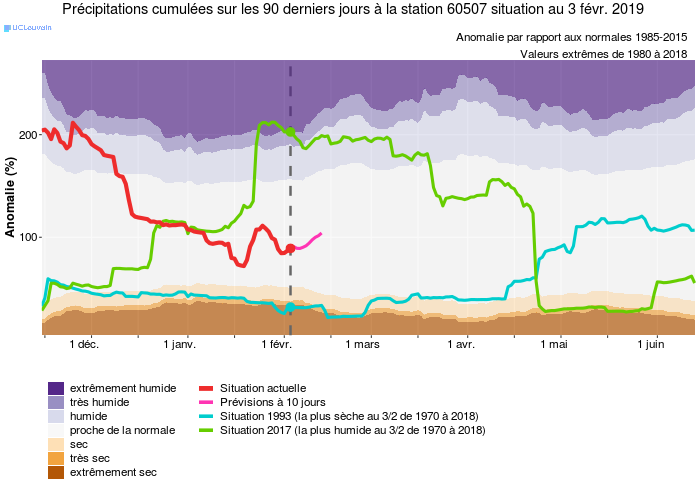 Précipitations cumulées sur les 90 derniers jours à la station 60507 situation au 3 févr. 2019
UCLouvain
Anomalie par rapport aux normales 1985-2015
Valeurs extrêmes de 1980 à 2018
Anomalie (%)
200
100
1 déc.
1 janv.
1 févr.
1 mars
1 avr.
1 mai
1 juin
extrêmement humide
très humide
humide
proche de la normale
sec
très sec
extrêmement sec
Situation actuelle
Prévisions à 10 jours
Situation 1993 (la plus sèche au 3/2 de 1970 à 2018)
Situation 2017 (la plus humide au 3/2 de 1970 à 2018)